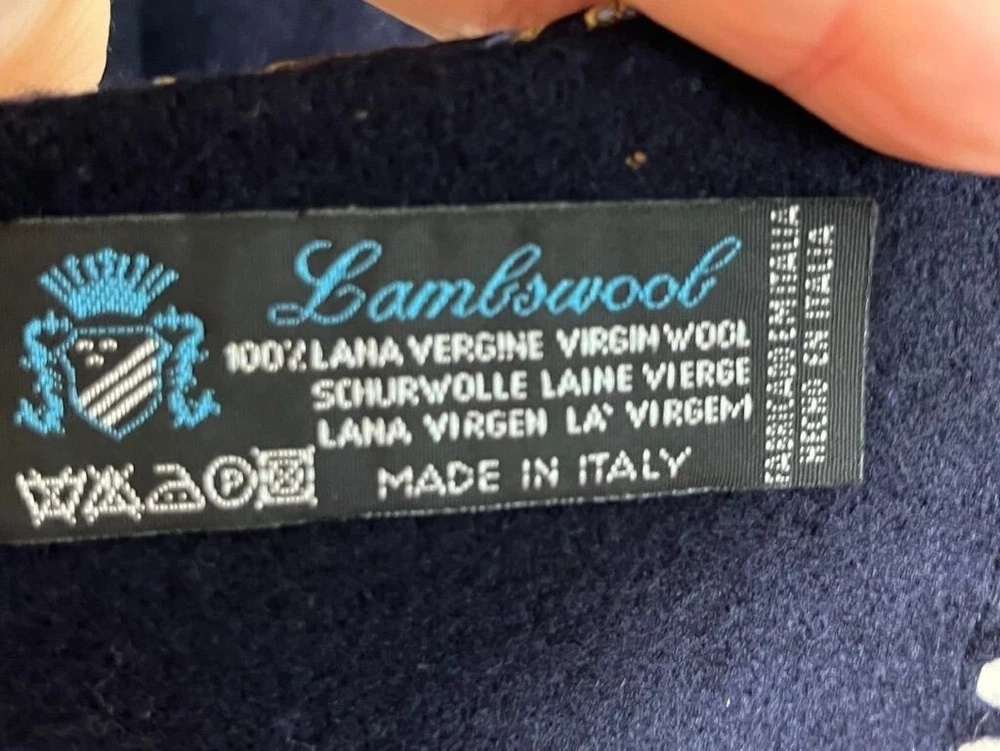 Lambswool
100% LANA VERGINE VIRGIN WOOL
SCHURWOLLE LAINE VIERGE
LANA VIRGEN LA' VIRGEM
P
MADE IN ITALY
FABRICADO EM ITALIA
HECHO EN ITALIA